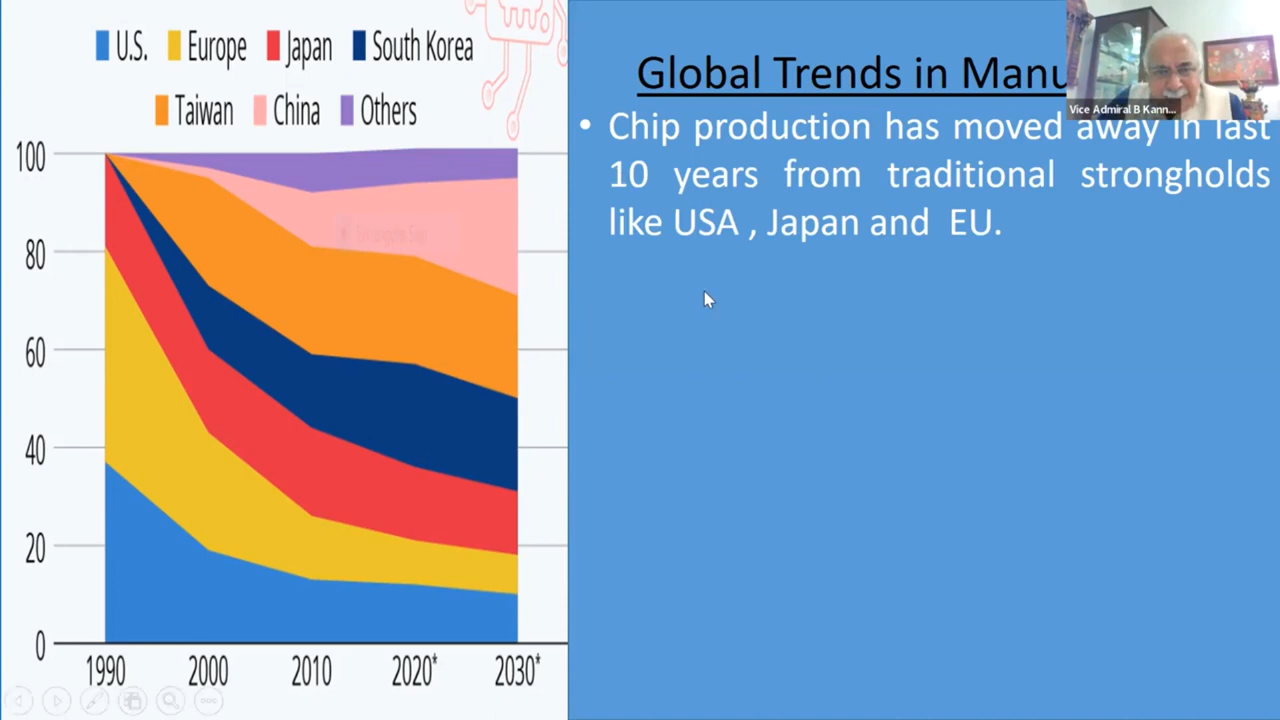 U.S. Europe Japan South Korea
Taiwan China Others
100
80
60
40
20
0
1990 2000 2010 2020* 2030*
Global Trends in Manu
• Chip production has moved away in last
10 years from traditional strongholds
like USA , Japan and EU.
Vice Admiral B Kann...